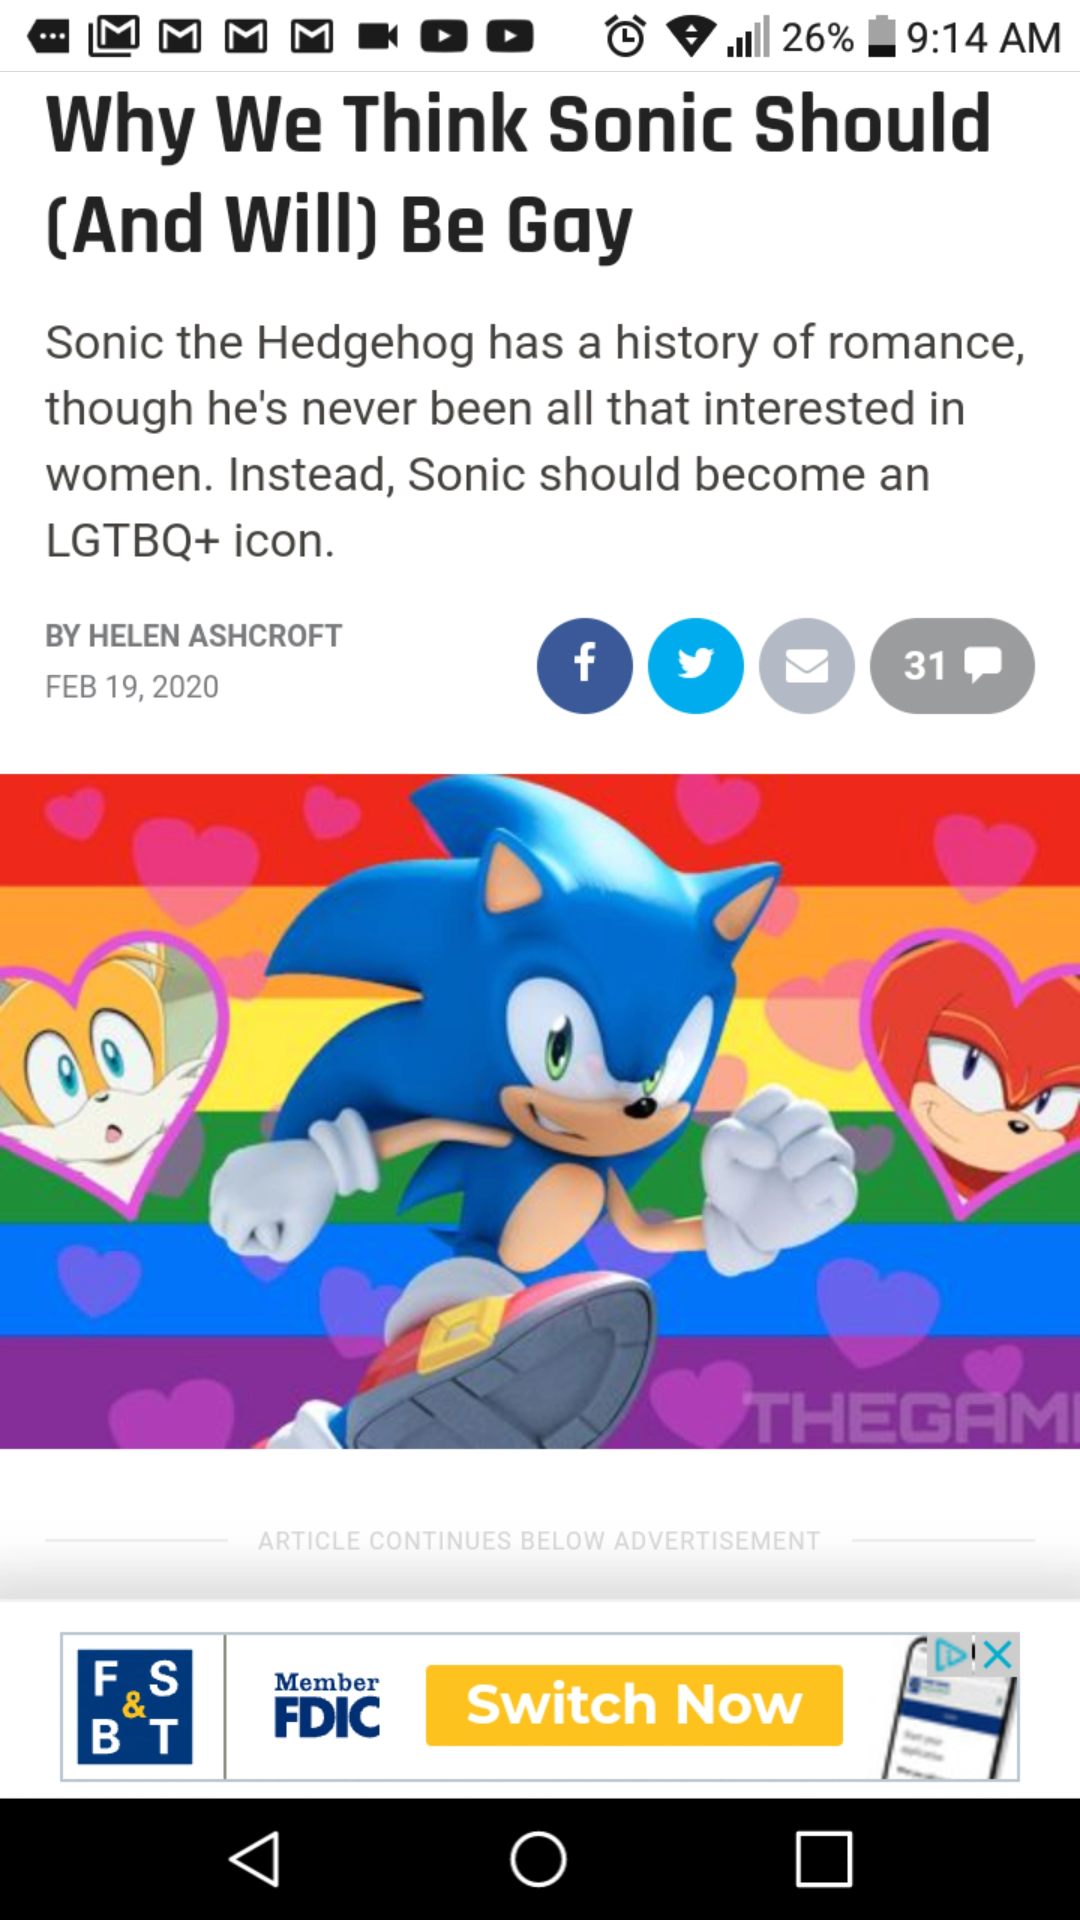 26% 9:14 AM
Why We Think Sonic Should
(And Will) Be Gay
Sonic the Hedgehog has a history of romance,
though he's never been all that interested in
women. Instead, Sonic should become an
LGTBQ+ icon.
BY HELEN ASHCROFT
FEB 19, 2020
31
THEGAM
ARTICLE CONTINUES BELOW ADVERTISEMENT
F S
&
B T
Member
FDIC
Switch Now